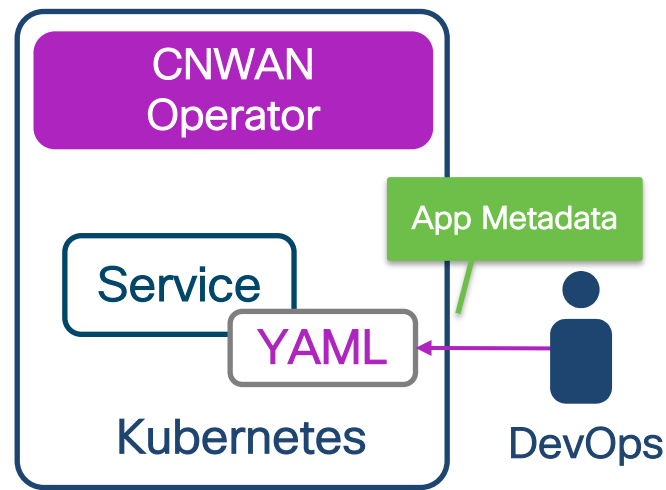 CNWAN
Operator
App Metadata
Service
YAML
Kubernetes
DevOps